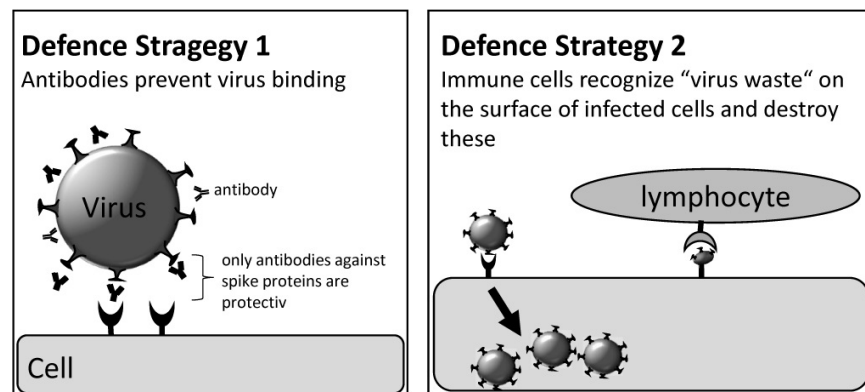 Defence Stragegy 1
Antibodies prevent virus binding
Virus
antibody
only antibodies against
spike proteins are
protectiv
Cell
Defence Strategy 2
Immune cells recognize “virus waste“ on
the surface of infected cells and destroy
these
lymphocyte